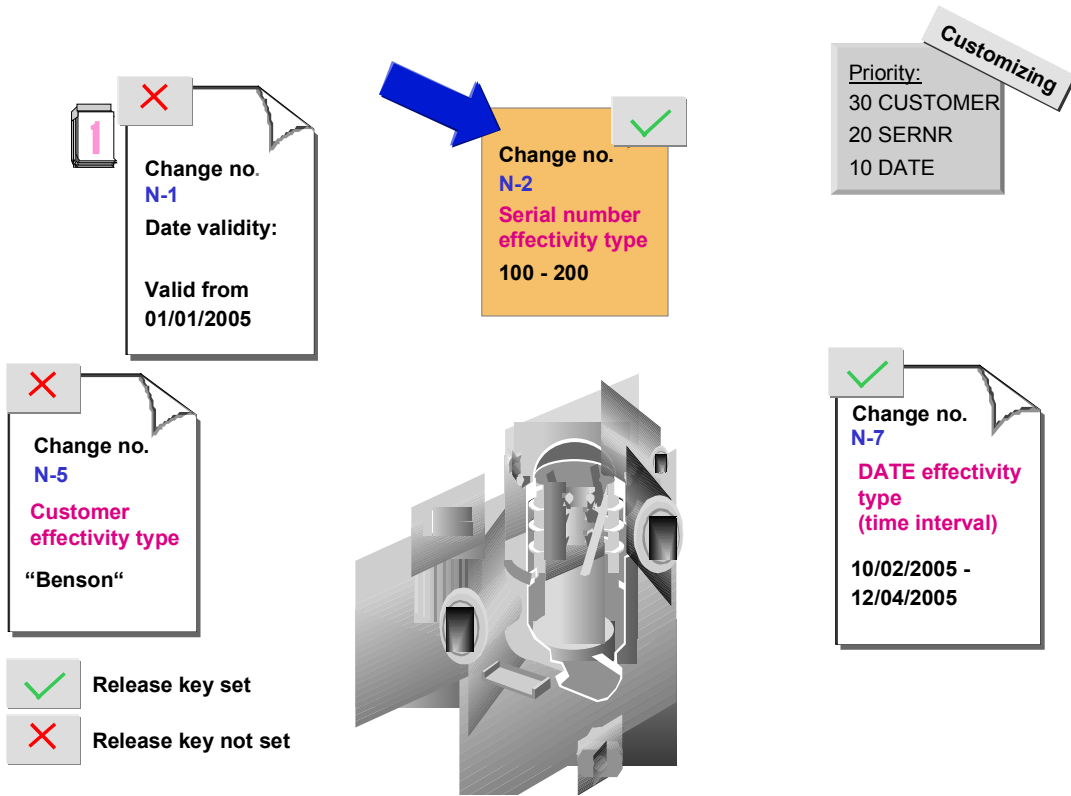 Customizing
Priority:
30 CUSTOMER
20 SERNR
10 DATE
1
Change no.
N-1
Date validity:
Valid from
01/01/2005
Change no.
N-2
Serial number
effectivity type
100 - 200
Change no.
N-5
Customer
effectivity type
“Benson“
Change no.
N-7
DATE effectivity
type
(time interval)
10/02/2005 -
12/04/2005
Release key set
Release key not set